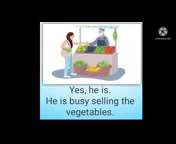 Yes, he is.
He is busy selling the
vegetables.